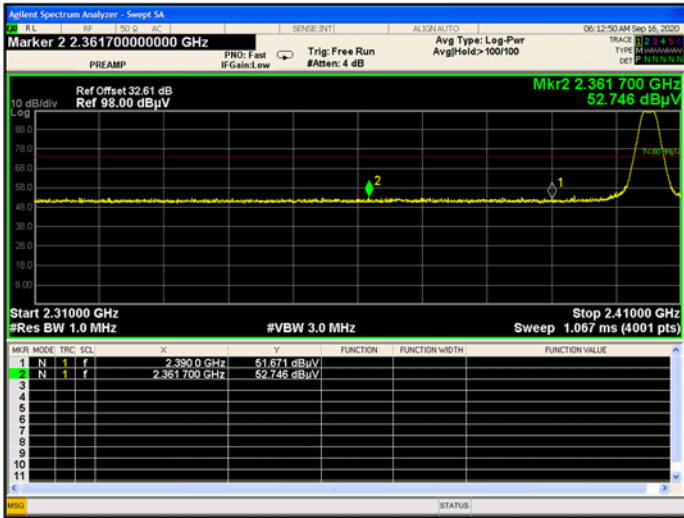 Agilent Spectrum Analyzer - Swept SA
RL RF 50 Ω AC SENSE:INT ALIGN AUTO 06:12:50 AM Sep 16, 2020
Marker 2 2.361700000000 GHz
PREAMP
PNO: Fast
IFGain:Low
Trig: Free Run
#Atten: 4 dB
Avg Type: Log-Pwr
Avg|Hold:>100/100
TRACE 1 2 3 4 5 6
TYPE M
DET P N N N N N
Mkr2 2.361 700 GHz
52.746 dBµV
Ref Offset 32.61 dB
10 dB/div Ref 98.00 dBµV
Log
88.0
78.0
68.0
58.0
48.0
38.0
28.0
18.0
8.00
2
1
Start 2.31000 GHz Stop 2.41000 GHz
#Res BW 1.0 MHz #VBW 3.0 MHz Sweep 1.067 ms (4001 pts)
MKR MODE TRC SCL X Y FUNCTION FUNCTION WIDTH FUNCTION VALUE
1 N 1 f 2.390 0 GHz 51.671 dBµV
2 N 1 f 2.361 700 GHz 52.746 dBµV
3
4
5
6
7
8
9
10
11
MSG STATUS